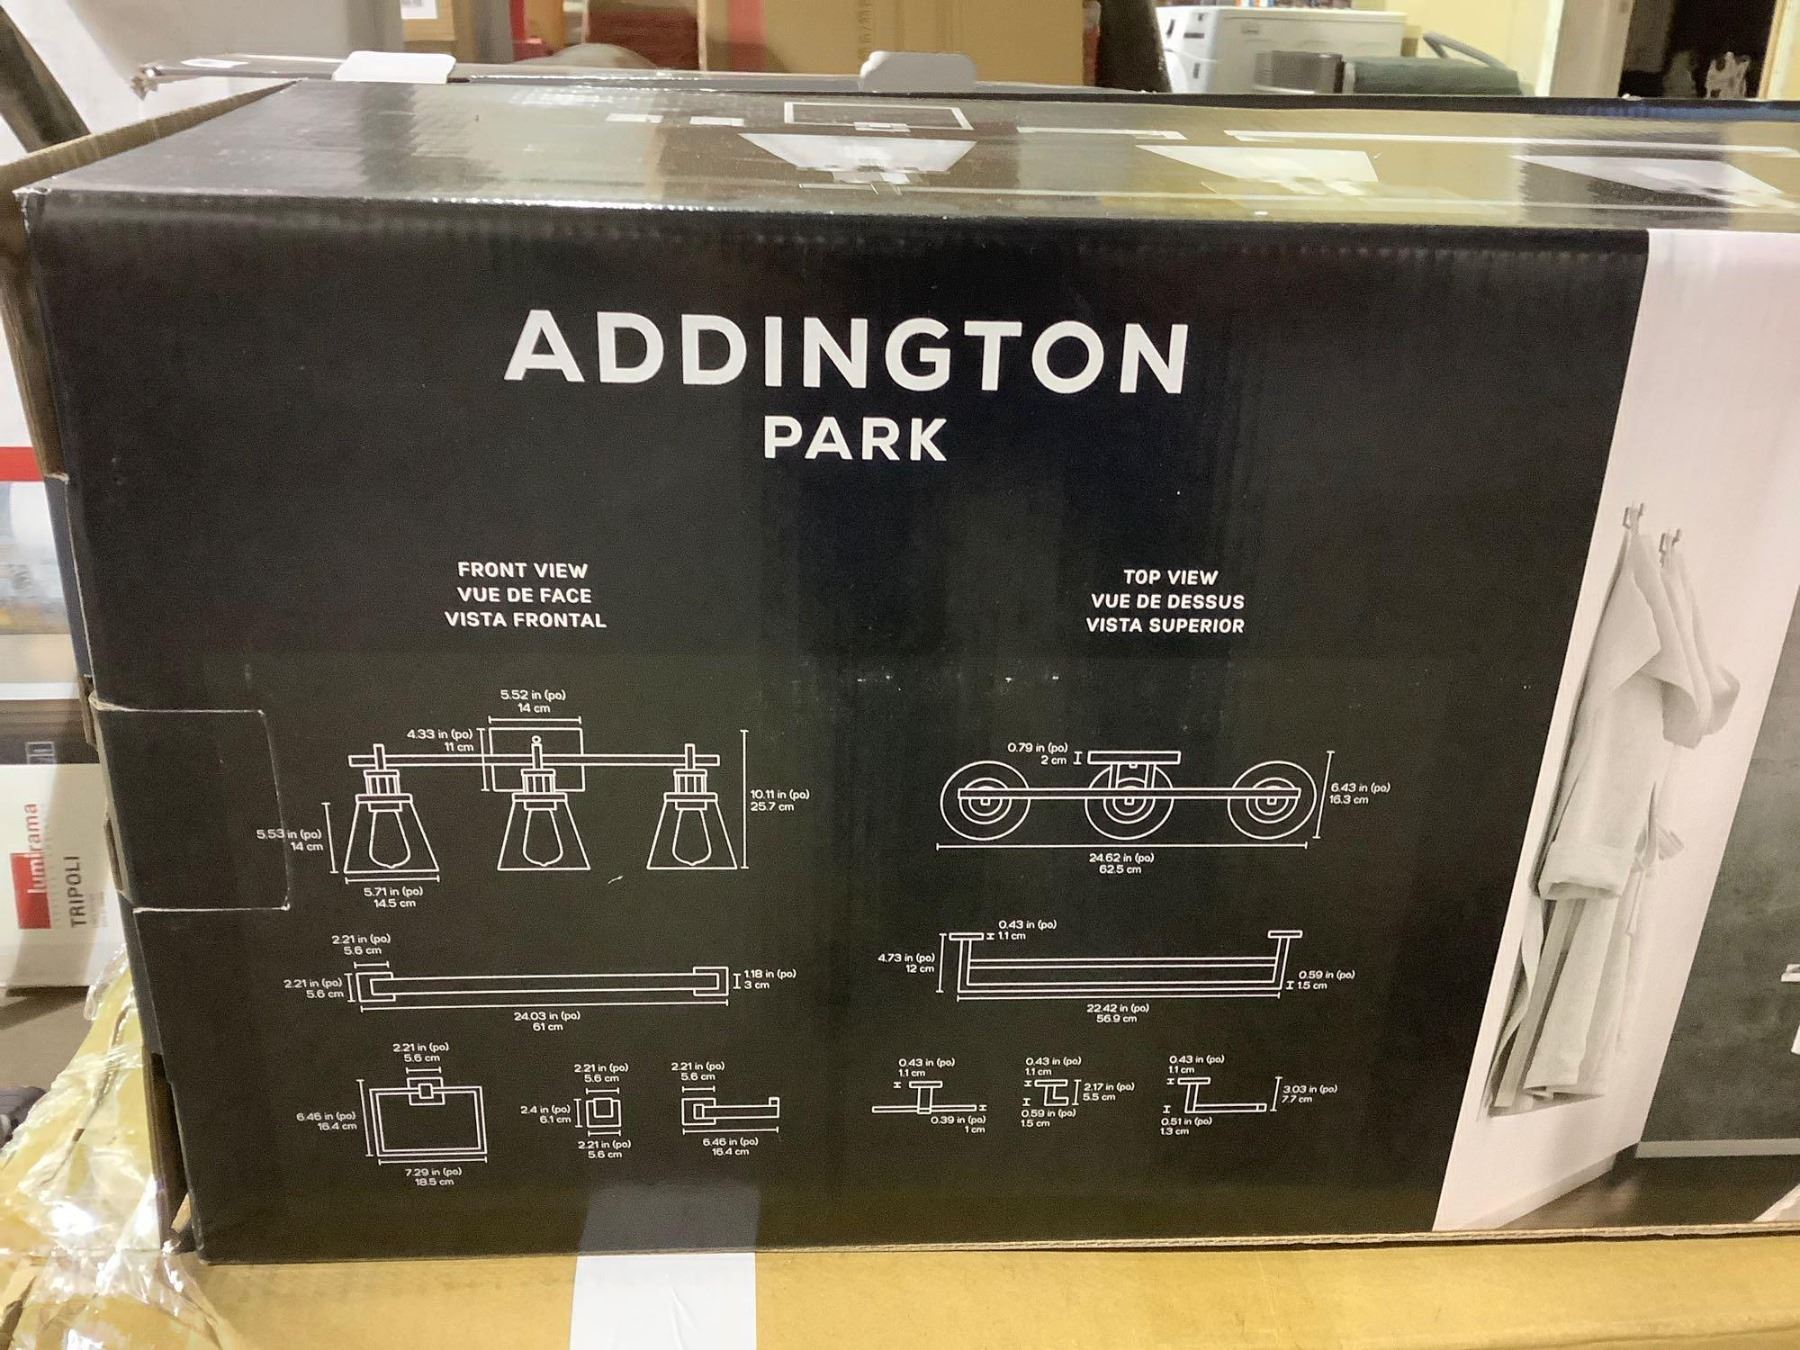 ADDINGTON
PARK
FRONT VIEW
VUE DE FACE
VISTA FRONTAL
5.52 in (po)
14 cm
4.33 in (po)
11 cm
10.11 in (po)
25.7 cm
5.53 in (po)
14 cm
5.71 in (po)
14.5 cm
2.21 in (po)
5.6 cm
2.21 in (po)
5.6 cm
1.18 in (po)
3 cm
24.03 in (po)
61 cm
2.21 in (po)
5.6 cm
6.46 in (po)
16.4 cm
7.29 in (po)
18.5 cm
2.21 in (po)
5.6 cm
2.4 in (po)
6.1 cm
2.21 in (po)
5.6 cm
2.21 in (po)
5.6 cm
6.46 in (po)
16.4 cm
TOP VIEW
VUE DE DESSUS
VISTA SUPERIOR
0.79 in (po)
2 cm
6.43 in (po)
16.3 cm
24.62 in (po)
62.5 cm
0.43 in (po)
1.1 cm
4.73 in (po)
12 cm
0.59 in (po)
1.5 cm
22.42 in (po)
56.9 cm
0.43 in (po)
1.1 cm
0.39 in (po)
1 cm
0.43 in (po)
1.1 cm
2.17 in (po)
5.5 cm
0.59 in (po)
1.5 cm
0.43 in (po)
1.1 cm
3.03 in (po)
7.7 cm
0.51 in (po)
1.3 cm
lumirama
TRIPOLI